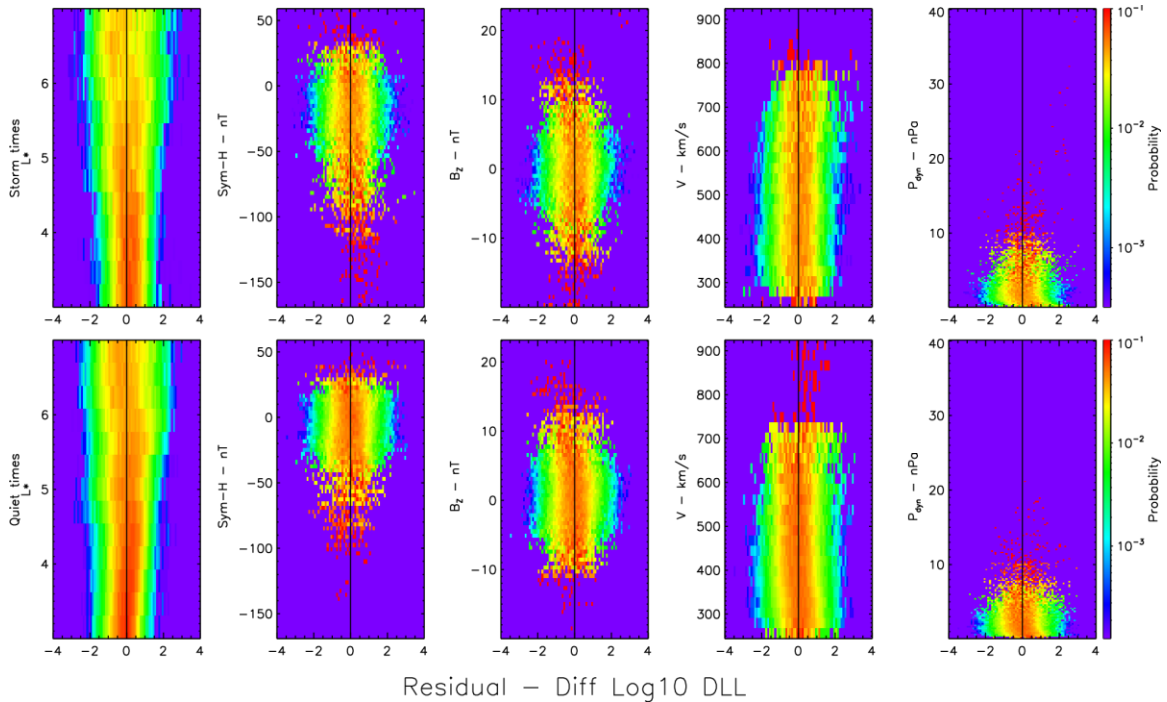 Storm times
L*
6
5
4
−4 −2 0 2 4
Sym−H − nT
50
0
−50
−100
−150
−4 −2 0 2 4
B_z − nT
20
10
0
−10
−4 −2 0 2 4
V − km/s
900
800
700
600
500
400
300
−4 −2 0 2 4
P_dyn − nPa
40
30
20
10
−4 −2 0 2 4
Probability
10^−1
10^−2
10^−3
Quiet times
L*
6
5
4
−4 −2 0 2 4
Sym−H − nT
50
0
−50
−100
−150
−4 −2 0 2 4
B_z − nT
20
10
0
−10
−4 −2 0 2 4
V − km/s
900
800
700
600
500
400
300
−4 −2 0 2 4
P_dyn − nPa
40
30
20
10
−4 −2 0 2 4
Probability
10^−1
10^−2
10^−3
Residual − Diff Log10 DLL